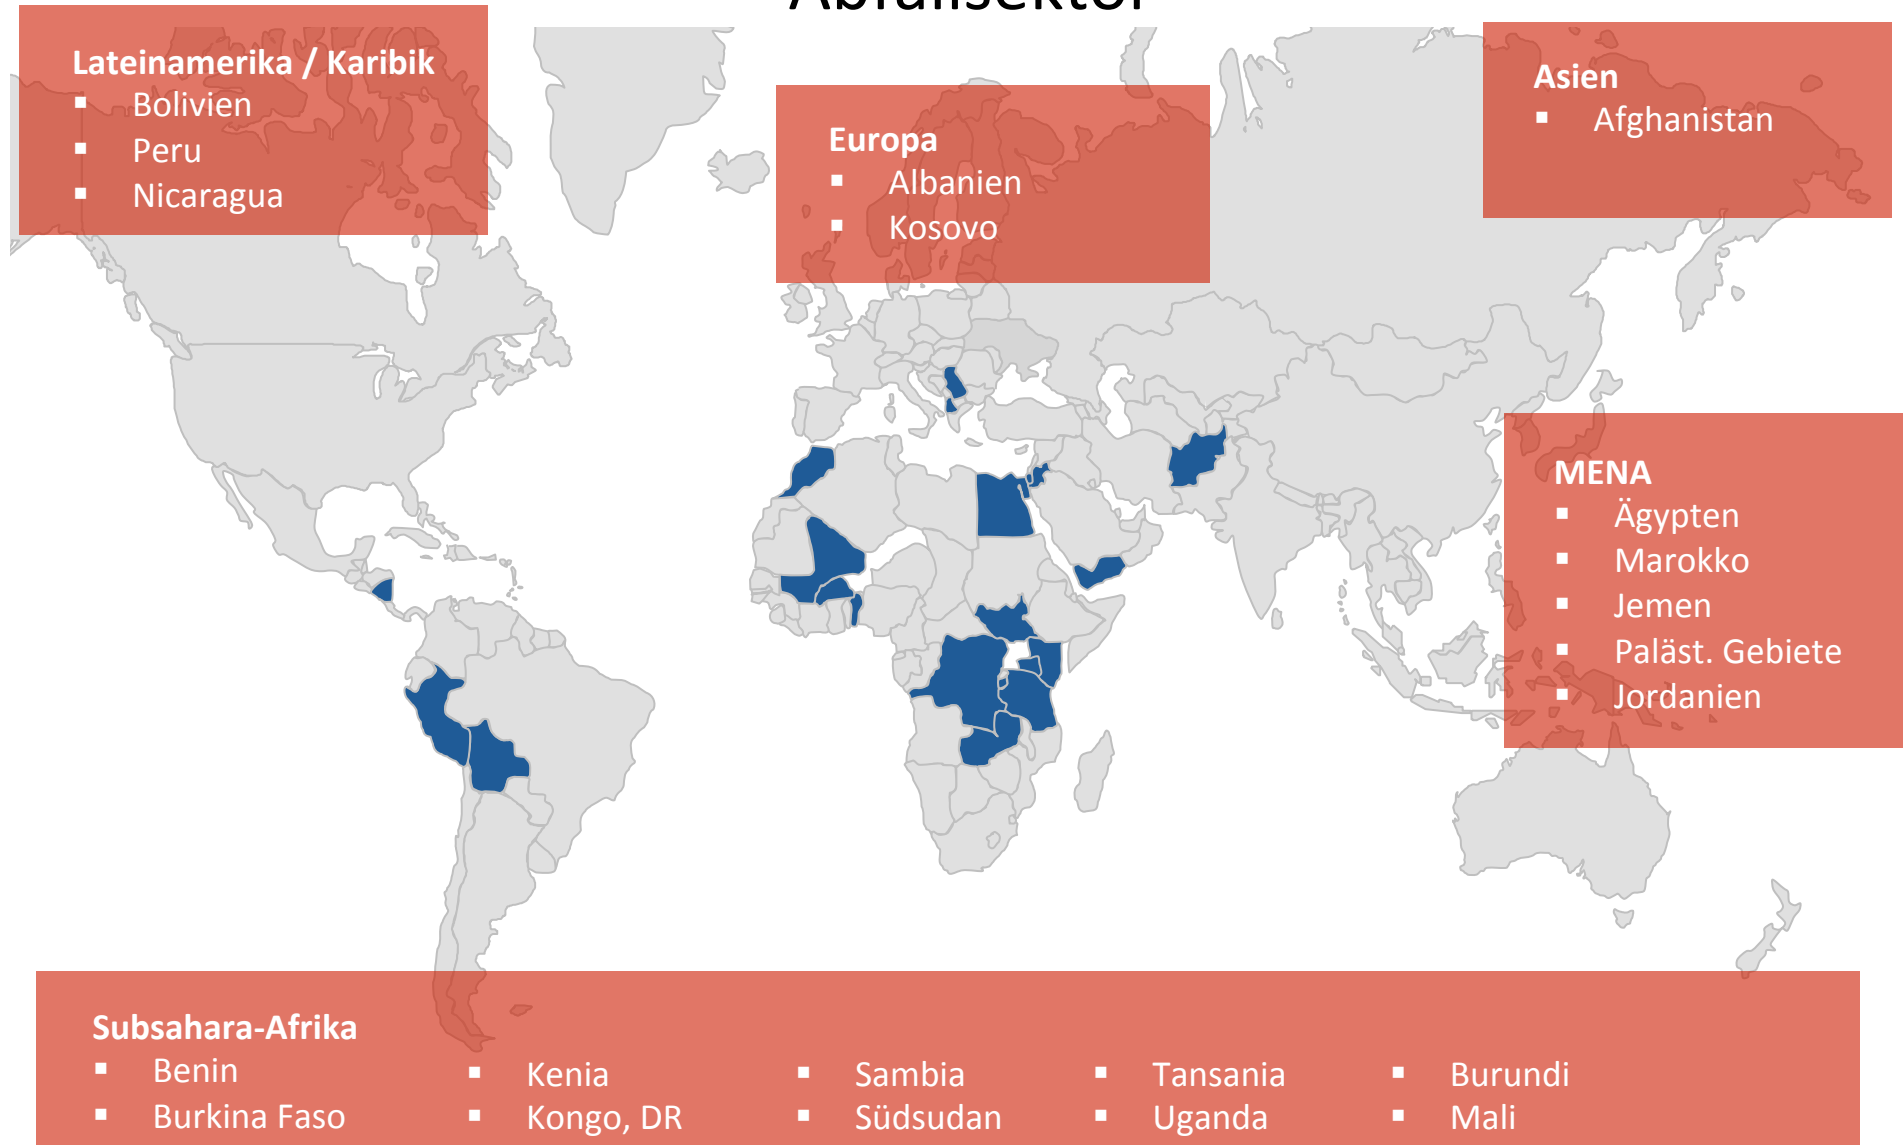 Abfallsektor
Lateinamerika / Karibik
▪ Bolivien
▪ Peru
▪ Nicaragua
Europa
▪ Albanien
▪ Kosovo
Asien
▪ Afghanistan
MENA
▪ Ägypten
▪ Marokko
▪ Jemen
▪ Paläst. Gebiete
▪ Jordanien
Subsahara-Afrika
▪ Benin
▪ Burkina Faso
▪ Kenia
▪ Kongo, DR
▪ Sambia
▪ Südsudan
▪ Tansania
▪ Uganda
▪ Burundi
▪ Mali